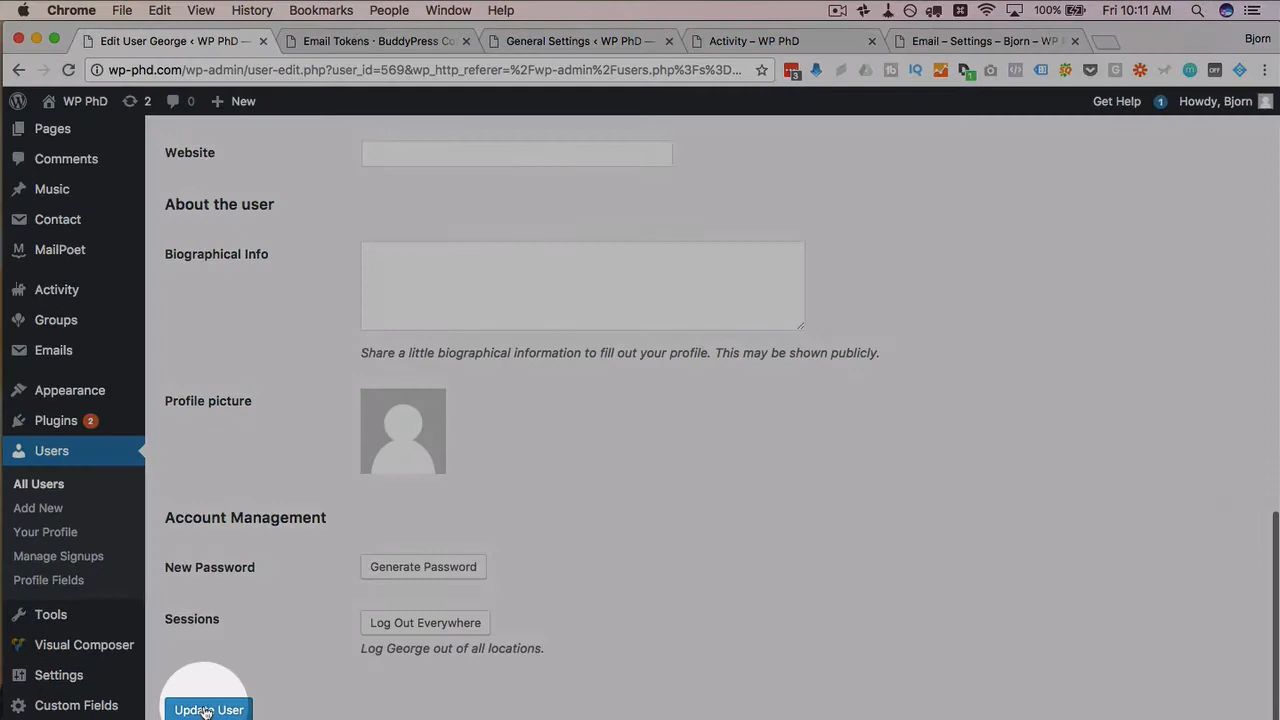 Chrome File Edit View History Bookmarks People Window Help 100% Fri 10:11 AM
Edit User George ‹ WP PhD — Email Tokens · BuddyPress Co General Settings ‹ WP PhD — Activity – WP PhD Email – Settings – Bjorn – WP Bjorn
wp-phd.com/wp-admin/user-edit.php?user_id=569&wp_http_referer=%2Fwp-admin%2Fusers.php%3Fs%3D... 3 IQ 1 OFF
WP PhD 2 0 New Get Help 1 Howdy, Bjorn
Pages
Comments
Music
Contact
MailPoet
Activity
Groups
Emails
Appearance
Plugins 2
Users
All Users
Add New
Your Profile
Manage Signups
Profile Fields
Tools
Visual Composer
Settings
Custom Fields
Website
About the user
Biographical Info
Share a little biographical information to fill out your profile. This may be shown publicly.
Profile picture
Account Management
New Password Generate Password
Sessions Log Out Everywhere
Log George out of all locations.
Update User